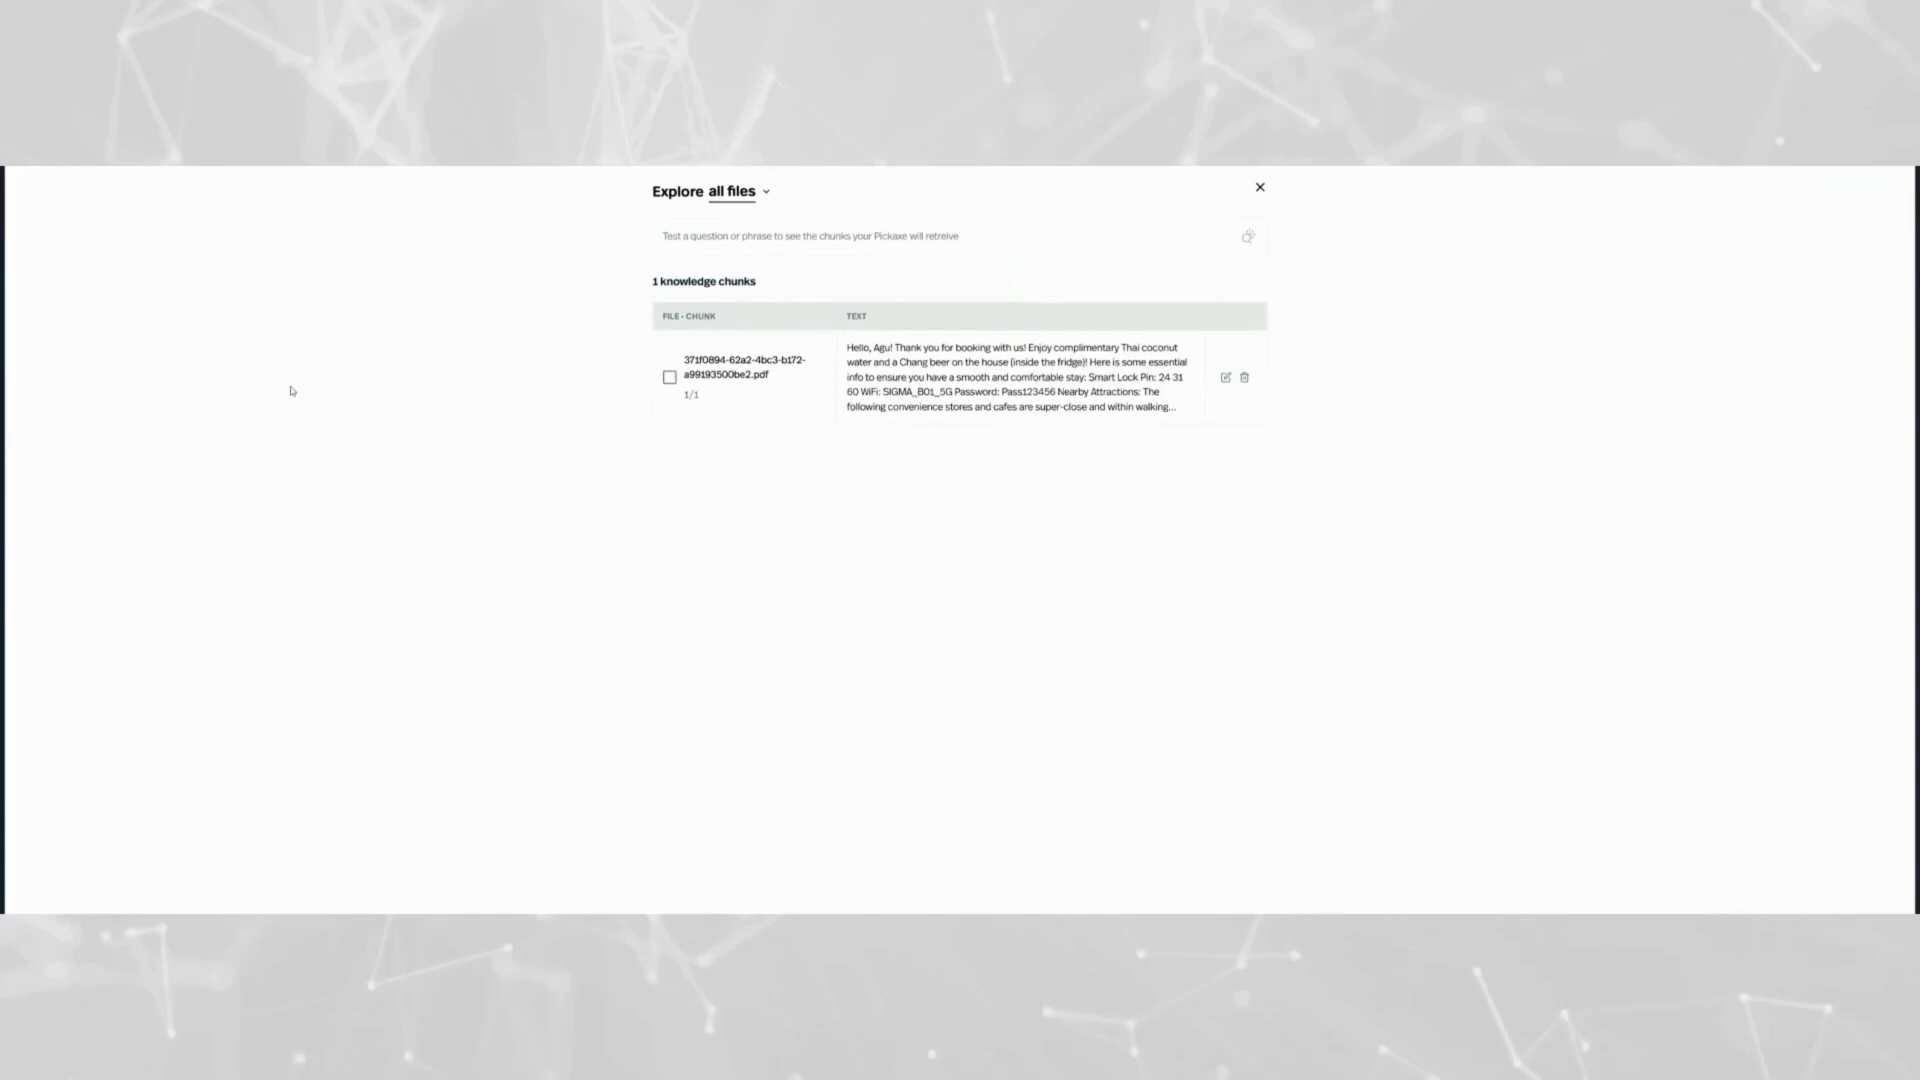 Explore all files
Test a question or phrase to see the chunks your Pickaxe will retreive
1 knowledge chunks
FILE • CHUNK
TEXT
371f0894-62a2-4bc3-b172-
a99193500be2.pdf
1/1
Hello, Agu! Thank you for booking with us! Enjoy complimentary Thai coconut
water and a Chang beer on the house (inside the fridge)! Here is some essential
info to ensure you have a smooth and comfortable stay: Smart Lock Pin: 24 31
60 WiFi: SIGMA_B01_5G Password: Pass123456 Nearby Attractions: The
following convenience stores and cafes are super-close and within walking...